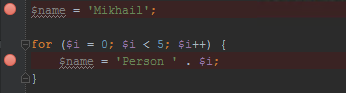 $name = 'Mikhail';
for ($i = 0; $i < 5; $i++) {
$name = 'Person ' . $i;
}